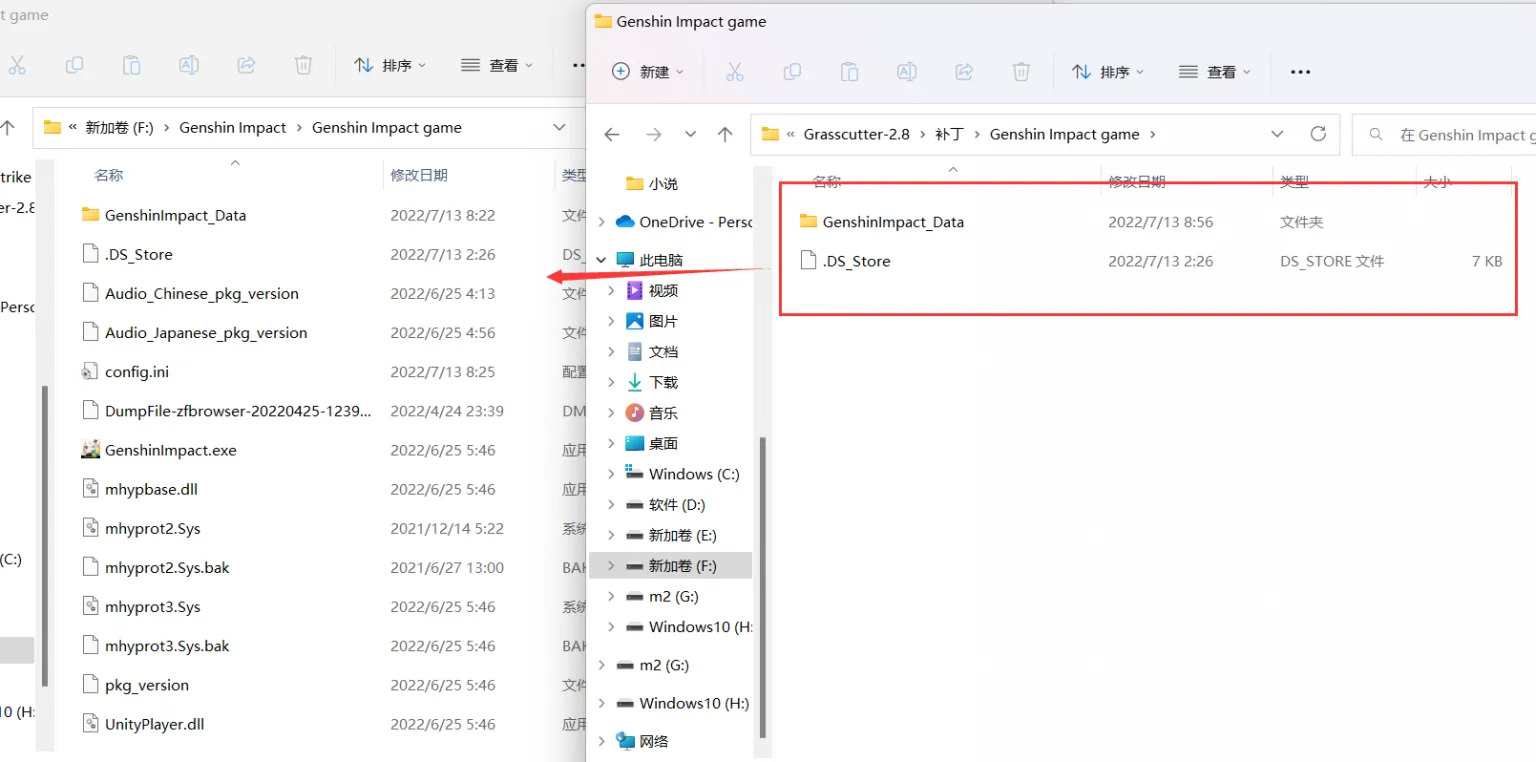 t game
排序
查看
« 新加卷 (F:) › Genshin Impact › Genshin Impact game
名称 修改日期 类型
GenshinImpact_Data 2022/7/13 8:22 文件
.DS_Store 2022/7/13 2:26 DS_
Audio_Chinese_pkg_version 2022/6/25 4:13 文件
Audio_Japanese_pkg_version 2022/6/25 4:56 文件
config.ini 2022/7/13 8:25 配置
DumpFile-zfbrowser-20220425-1239... 2022/4/24 23:39 DM
GenshinImpact.exe 2022/6/25 5:46 应用
mhypbase.dll 2022/6/25 5:46 应用
mhyprot2.Sys 2021/12/14 5:22 系统
mhyprot2.Sys.bak 2021/6/27 13:00 BAK
mhyprot3.Sys 2022/6/25 5:46 系统
mhyprot3.Sys.bak 2022/6/25 5:46 BAK
pkg_version 2022/6/25 5:46 文件
UnityPlayer.dll 2022/6/25 5:46 应用
trike
er-2.8
Perso
(C:)
10 (H:
Genshin Impact game
新建
排序
查看
« Grasscutter-2.8 › 补丁 › Genshin Impact game ›
在 Genshin Impact g
小说
OneDrive - Perso
此电脑
视频
图片
文档
下载
音乐
桌面
Windows (C:)
软件 (D:)
新加卷 (E:)
新加卷 (F:)
m2 (G:)
Windows10 (H:
m2 (G:)
Windows10 (H:)
网络
名称 修改日期 类型 大小
GenshinImpact_Data 2022/7/13 8:56 文件夹
.DS_Store 2022/7/13 2:26 DS_STORE 文件 7 KB